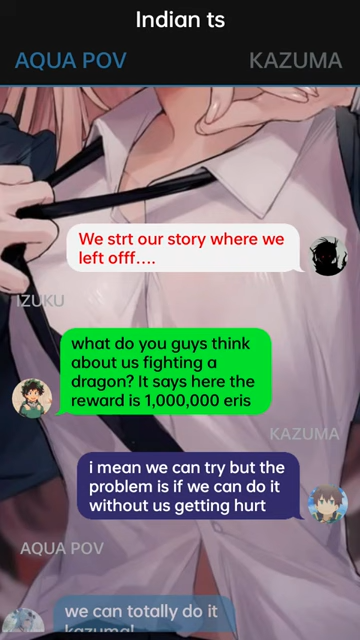 Indian ts
AQUA POV
KAZUMA
We strt our story where we
left offf....
IZUKU
what do you guys think
about us fighting a
dragon? It says here the
reward is 1,000,000 eris
KAZUMA
i mean we can try but the
problem is if we can do it
without us getting hurt
AQUA POV
we can totally do it
kazuma!